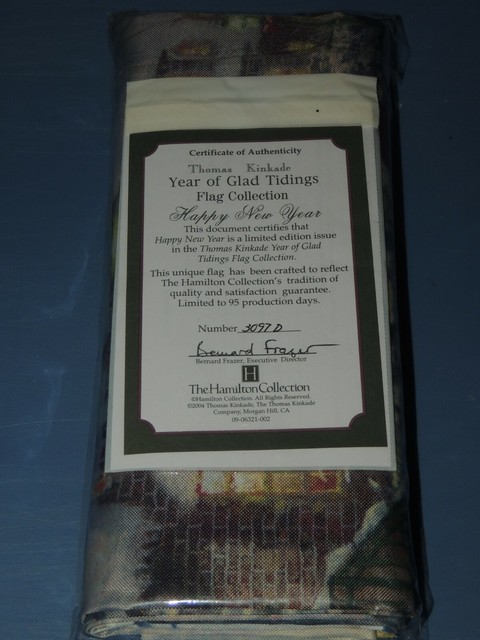 Certificate of Authenticity
Thomas Kinkade
Year of Glad Tidings
Flag Collection
Happy New Year
This document certifies that
Happy New Year is a limited edition issue
in the Thomas Kinkade Year of Glad
Tidings Flag Collection.
This unique flag has been crafted to reflect
The Hamilton Collection's tradition of
quality and satisfaction guarantee.
Limited to 95 production days.
Number 3097D
Bernard Frazer
Bernard Frazer, Executive Director
H
The Hamilton Collection
©Hamilton Collection. All Rights Reserved.
©2004 Thomas Kinkade, The Thomas Kinkade
Company, Morgan Hill, CA
09-06321-002